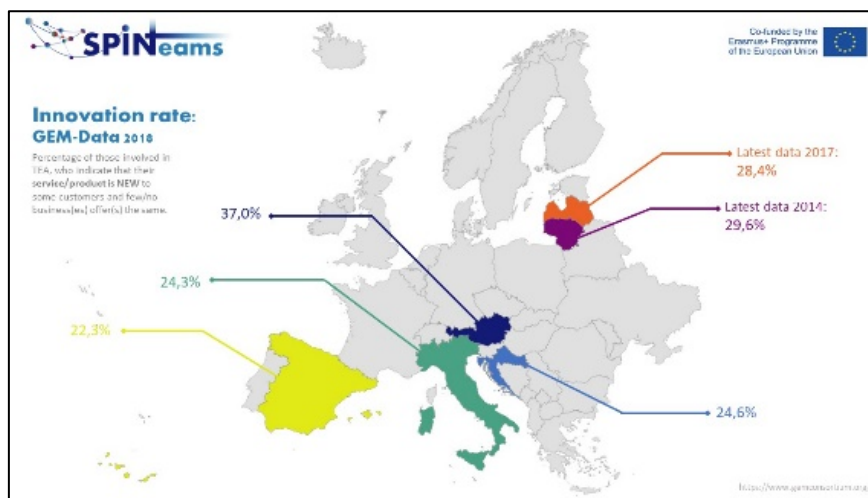 SPINTeams
Co-funded by the
Erasmus+ Programme
of the European Union
Innovation rate:
GEM-Data 2018
Percentage of those involved in
TEA, who indicate that their
service/product is NEW to
some customers and few/no
business(es) offer(s) the same.
Latest data 2017:
28,4%
37,0%
Latest data 2014:
29,6%
24,3%
22,3%
24,6%
https://www.gemconsortium.org